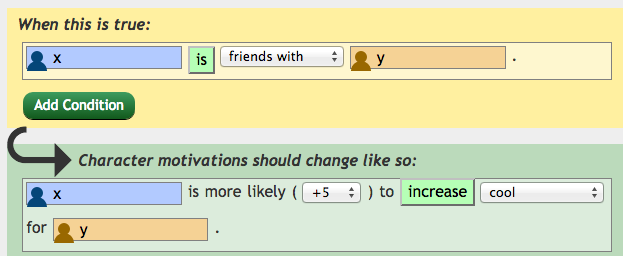 When this is true:
x is friends with y .
Add Condition
Character motivations should change like so:
x is more likely ( +5 ) to increase cool
for y .